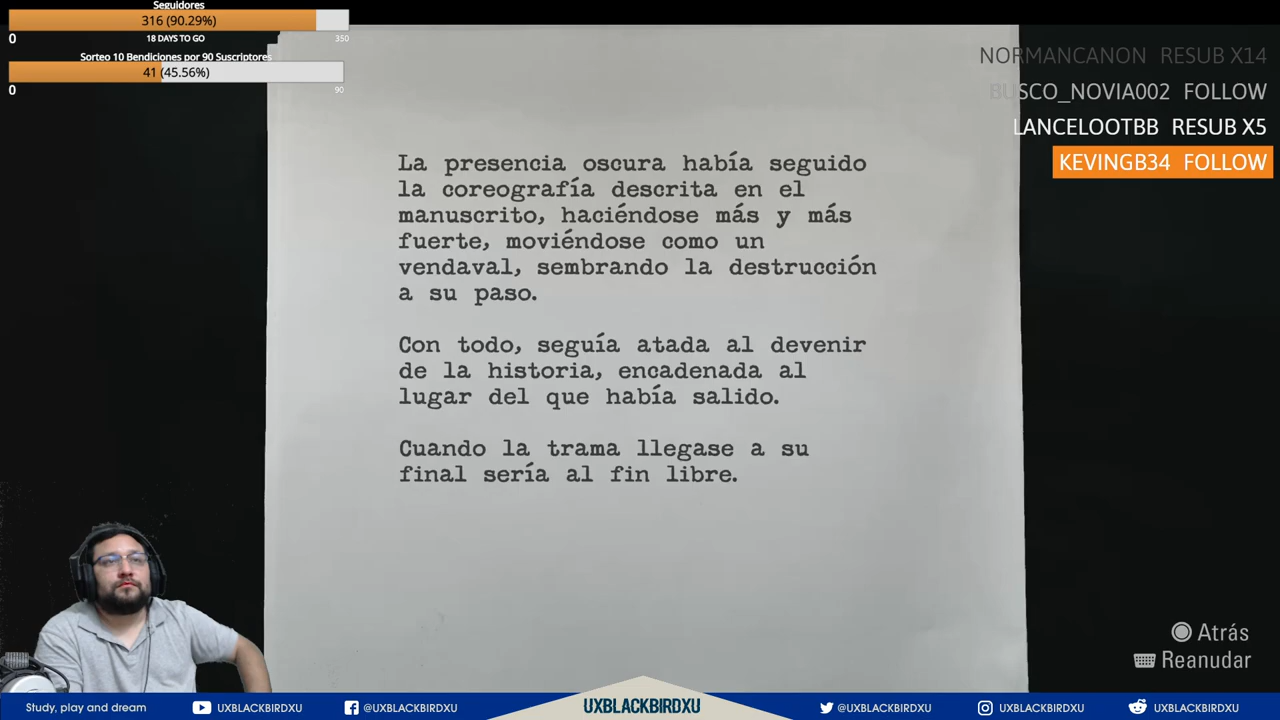 Seguidores
316 (90.29%)
0 18 DAYS TO GO 350
Sorteo 10 Bendiciones por 90 Suscriptores
41 (45.56%)
0 90
NORMANCANON RESUB X14
BUSCO_NOVIA002 FOLLOW
LANCELOOTBB RESUB X5
KEVINGB34 FOLLOW
La presencia oscura había seguido
la coreografía descrita en el
manuscrito, haciéndose más y más
fuerte, moviéndose como un
vendaval, sembrando la destrucción
a su paso.
Con todo, seguía atada al devenir
de la historia, encadenada al
lugar del que había salido.
Cuando la trama llegase a su
final sería al fin libre.
Atrás
Reanudar
Study, play and dream UXBLACKBIRDXU @UXBLACKBIRDXU UXBLACKBIRDXU @UXBLACKBIRDXU UXBLACKBIRDXU UXBLACKBIRDXU